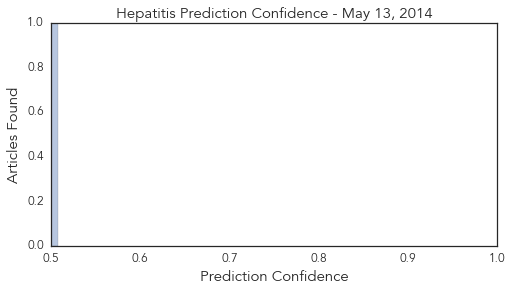 Hepatitis Prediction Confidence - May 13, 2014
1.0
0.8
0.6
0.4
0.2
0.0
Articles Found
0.5 0.6 0.7 0.8 0.9 1.0
Prediction Confidence